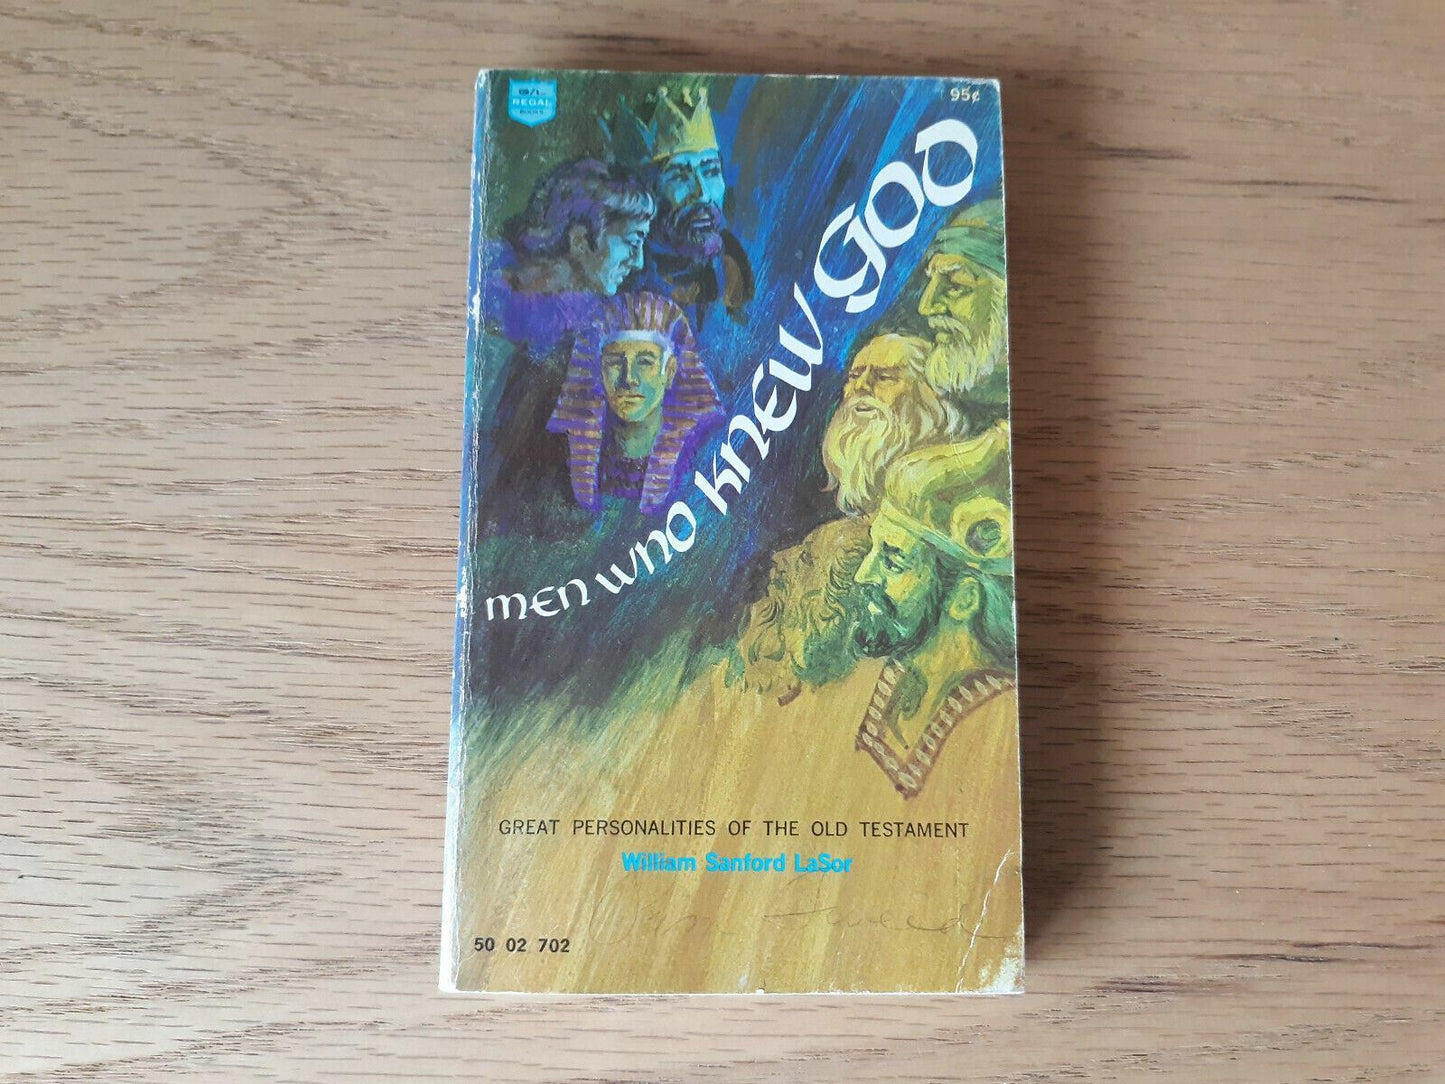 G/L
REGAL
BOOKS
95¢
MEN WHO KNEW GOD
GREAT PERSONALITIES OF THE OLD TESTAMENT
William Sanford LaSor
50 02 702